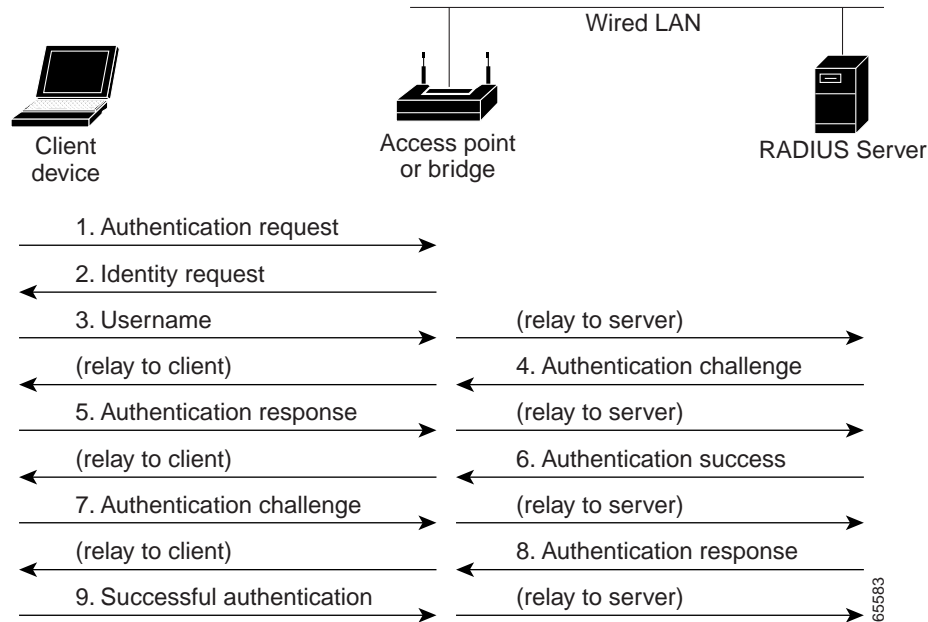 Wired LAN
Client
device
Access point
or bridge
RADIUS Server
1. Authentication request
2. Identity request
3. Username
(relay to server)
(relay to client)
4. Authentication challenge
5. Authentication response
(relay to server)
(relay to client)
6. Authentication success
7. Authentication challenge
(relay to server)
(relay to client)
8. Authentication response
9. Successful authentication
(relay to server)
65583